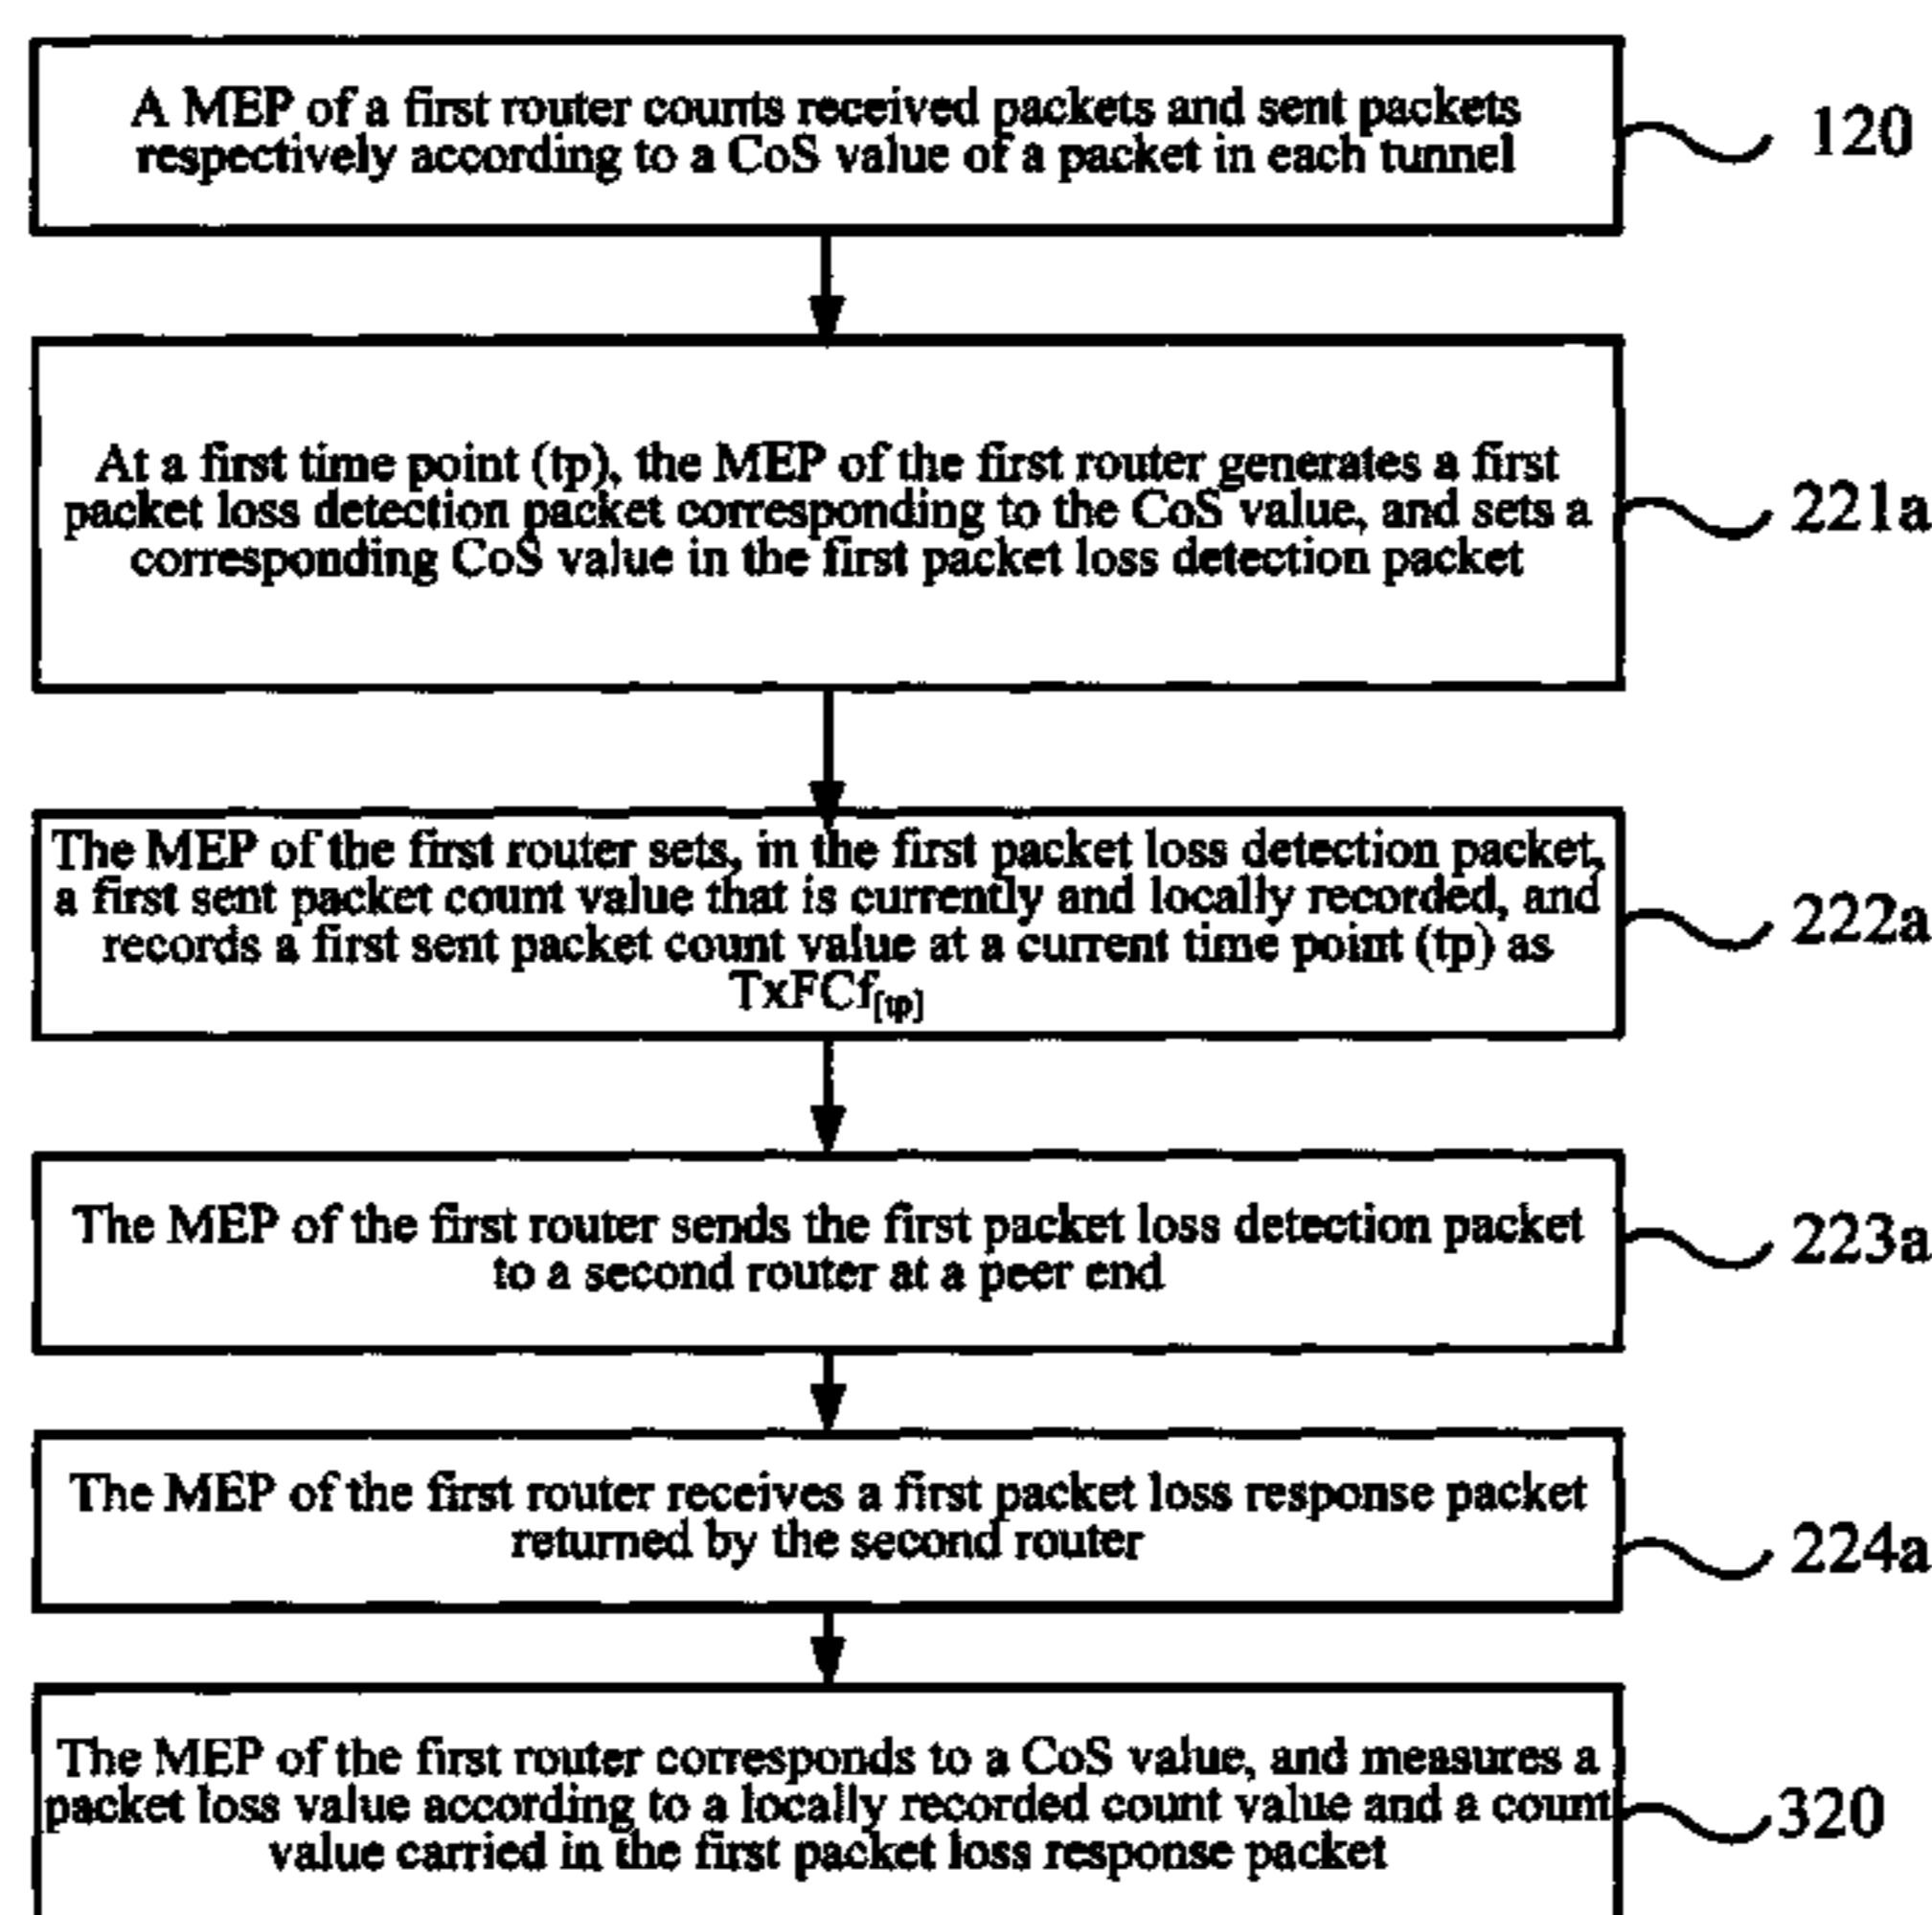 A MEP of a first router counts received packets and sent packets
respectively according to a CoS value of a packet in each tunnel
120
At a first time point (tp), the MEP of the first router generates a first
packet loss detection packet corresponding to the CoS value, and sets a
corresponding CoS value in the first packet loss detection packet
221a
The MEP of the first router sets, in the first packet loss detection packet,
a first sent packet count value that is currently and locally recorded, and
records a first sent packet count value at a current time point (tp) as
TxFCf[tp]
222a
The MEP of the first router sends the first packet loss detection packet
to a second router at a peer end
223a
The MEP of the first router receives a first packet loss response packet
returned by the second router
224a
The MEP of the first router corresponds to a CoS value, and measures a
packet loss value according to a locally recorded count value and a count
value carried in the first packet loss response packet
320